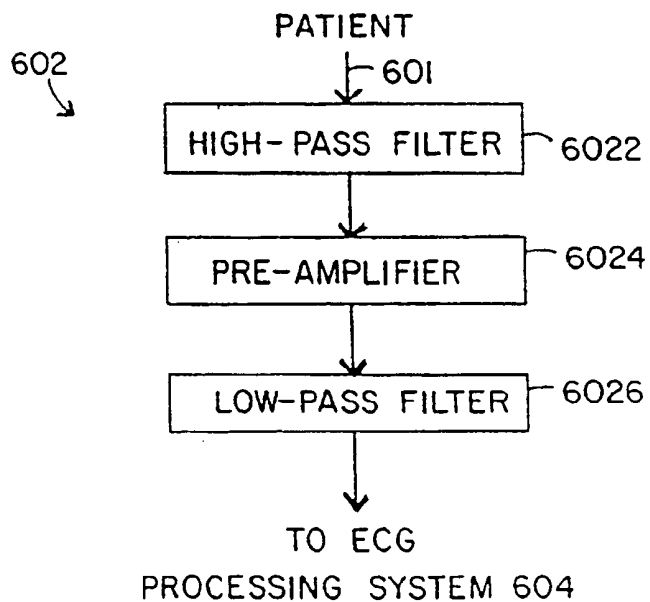 PATIENT
602
601
HIGH-PASS FILTER
6022
PRE-AMPLIFIER
6024
LOW-PASS FILTER
6026
TO ECG
PROCESSING SYSTEM 604